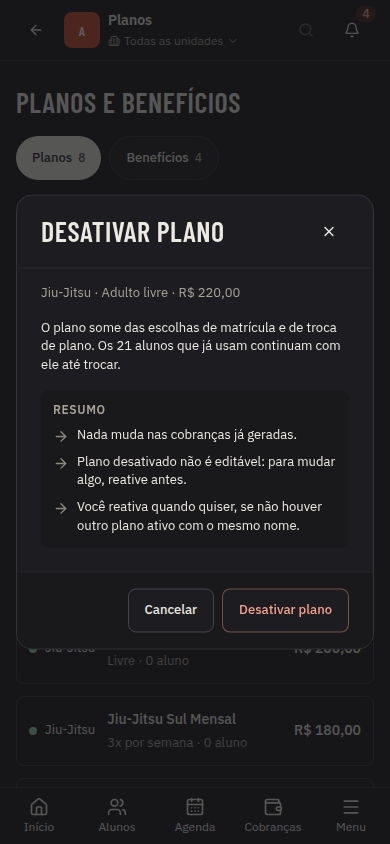 A
Planos
Todas as unidades
4
PLANOS E BENEFÍCIOS
Planos 8
Benefícios 4
DESATIVAR PLANO
Jiu-Jitsu · Adulto livre · R$ 220,00
O plano some das escolhas de matrícula e de troca
de plano. Os 21 alunos que já usam continuam com
ele até trocar.
RESUMO
Nada muda nas cobranças já geradas.
Plano desativado não é editável: para mudar
algo, reative antes.
Você reativa quando quiser, se não houver
outro plano ativo com o mesmo nome.
Cancelar
Desativar plano
Livre · 0 aluno
Jiu-Jitsu
Jiu-Jitsu Sul Mensal
3x por semana · 0 aluno
R$ 180,00
Início
Alunos
Agenda
Cobranças
Menu